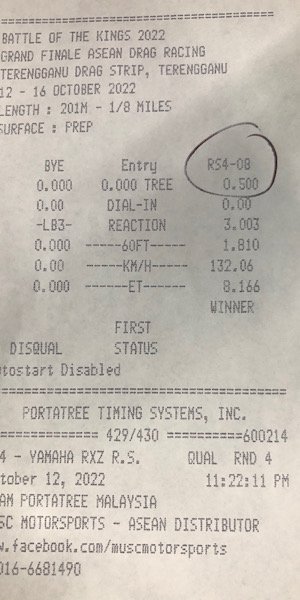 BATTLE OF THE KINGS 2022
GRAND FINALE ASEAN DRAG RACING
TERENGGANU DRAG STRIP, TERENGGANU
12 - 16 OCTOBER 2022
LENGTH : 201M - 1/8 MILES
SURFACE : PREP
BYE Entry RS4-08
0.000 0.000 TREE 0.500
0.00 DIAL-IN 0.00
-LB3- REACTION 3.003
0.000 -----60FT----- 1.810
0.00 -----KM/H----- 132.06
0.000 ------ET------ 8.166
WINNER
FIRST
DISQUAL STATUS
utostart Disabled
PORTATREE TIMING SYSTEMS, INC.
============ 429/430 ==========600214
4 - YAMAHA RXZ R.S. QUAL RND 4
tober 12, 2022 11:22:11 PM
AM PORTATREE MALAYSIA
SC MOTORSPORTS - ASEAN DISTRIBUTOR
w.facebook.com/muscmotorsports
016-6681490